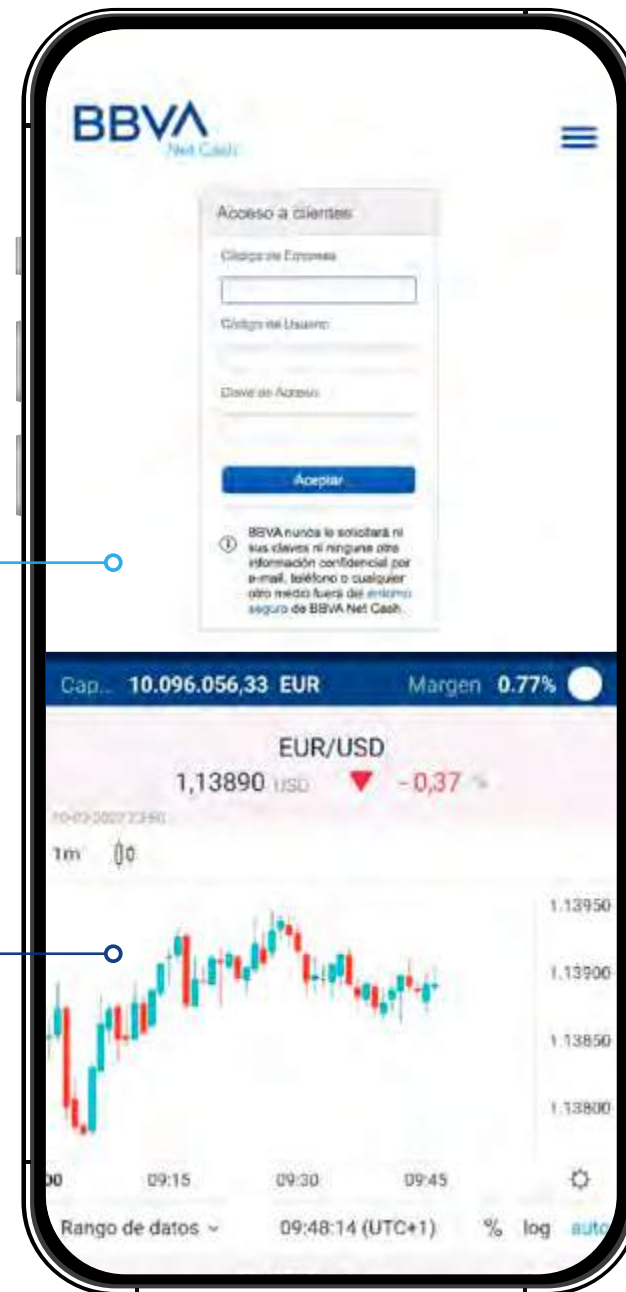 BBVA
Net Cash
Acceso a clientes
Código de Empresa
Código de Usuario
Clave de Acceso
Aceptar
BBVA nunca le solicitará ni
sus claves ni ninguna otra
información confidencial por
e-mail, teléfono o cualquier
otro medio fuera del entorno
seguro de BBVA Net Cash
Cap... 10.096.056,33 EUR Margen 0.77%
EUR/USD
1,13890 USD ▼ -0,37 %
1m
1.13950
1.13900
1.13850
1.13800
00 09:15 09:30 09:45
Rango de datos 09:48:14 (UTC+1) % log auto